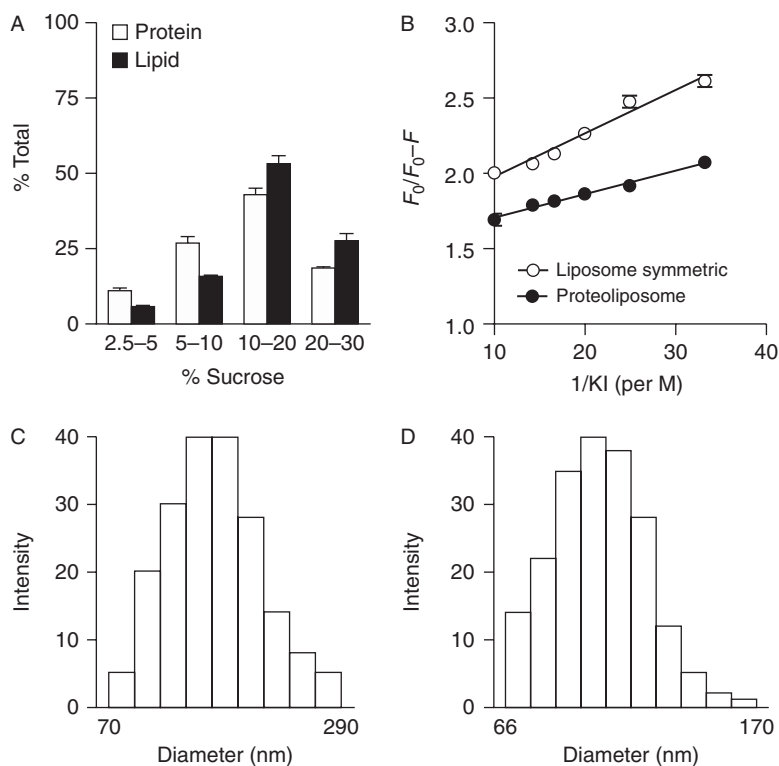 A
100
75
50
25
0
% Total
Protein
Lipid
2.5–5 5–10 10–20 20–30
% Sucrose
B
3.0
2.5
2.0
1.5
1.0
F0/F0–F
Liposome symmetric
Proteoliposome
10 20 30 40
1/KI (per M)
C
40
30
20
10
0
Intensity
70 290
Diameter (nm)
D
40
30
20
10
0
Intensity
66 170
Diameter (nm)